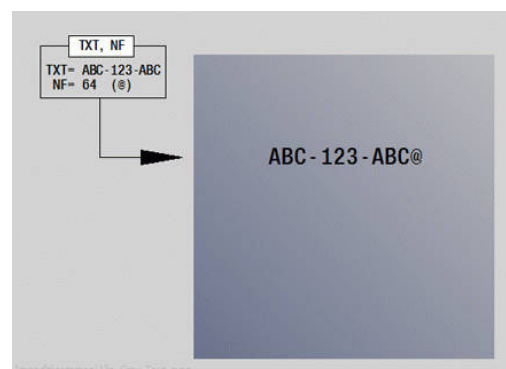 TXT, NF
TXT= ABC-123-ABC
NF= 64 (@)
ABC-123-ABC@